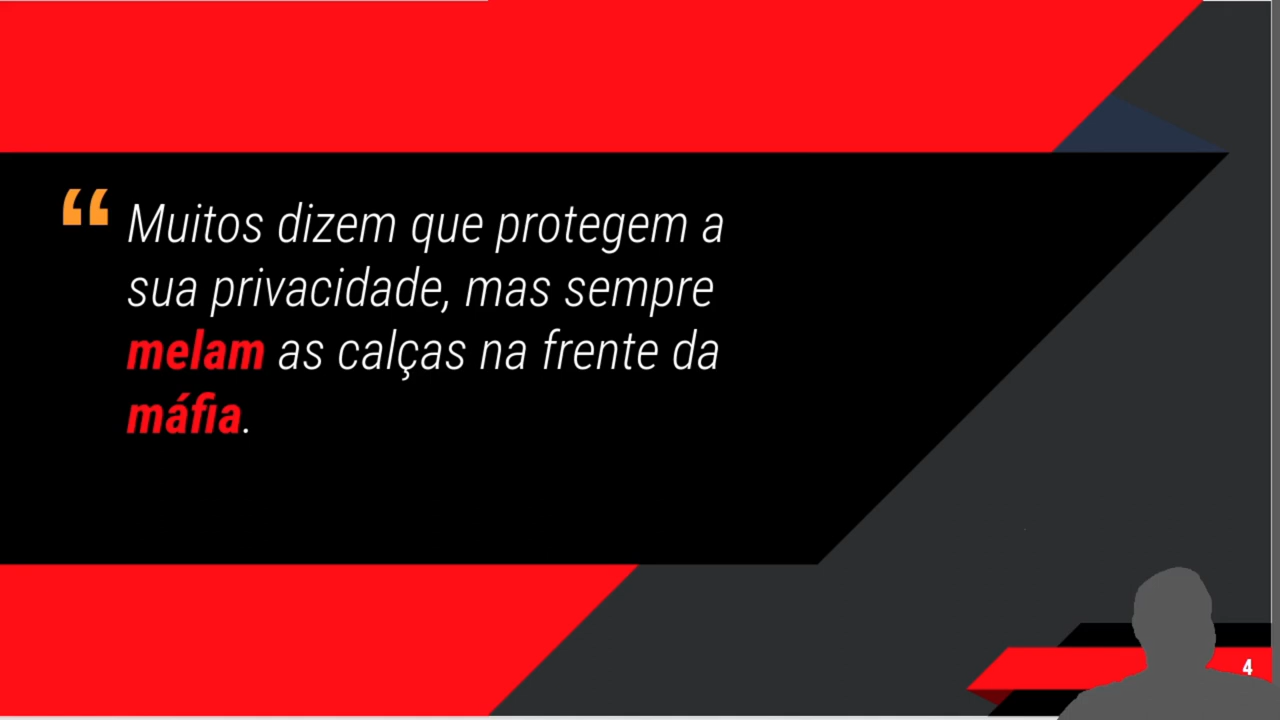 “ Muitos dizem que protegem a
sua privacidade, mas sempre
melam as calças na frente da
máfia.
4